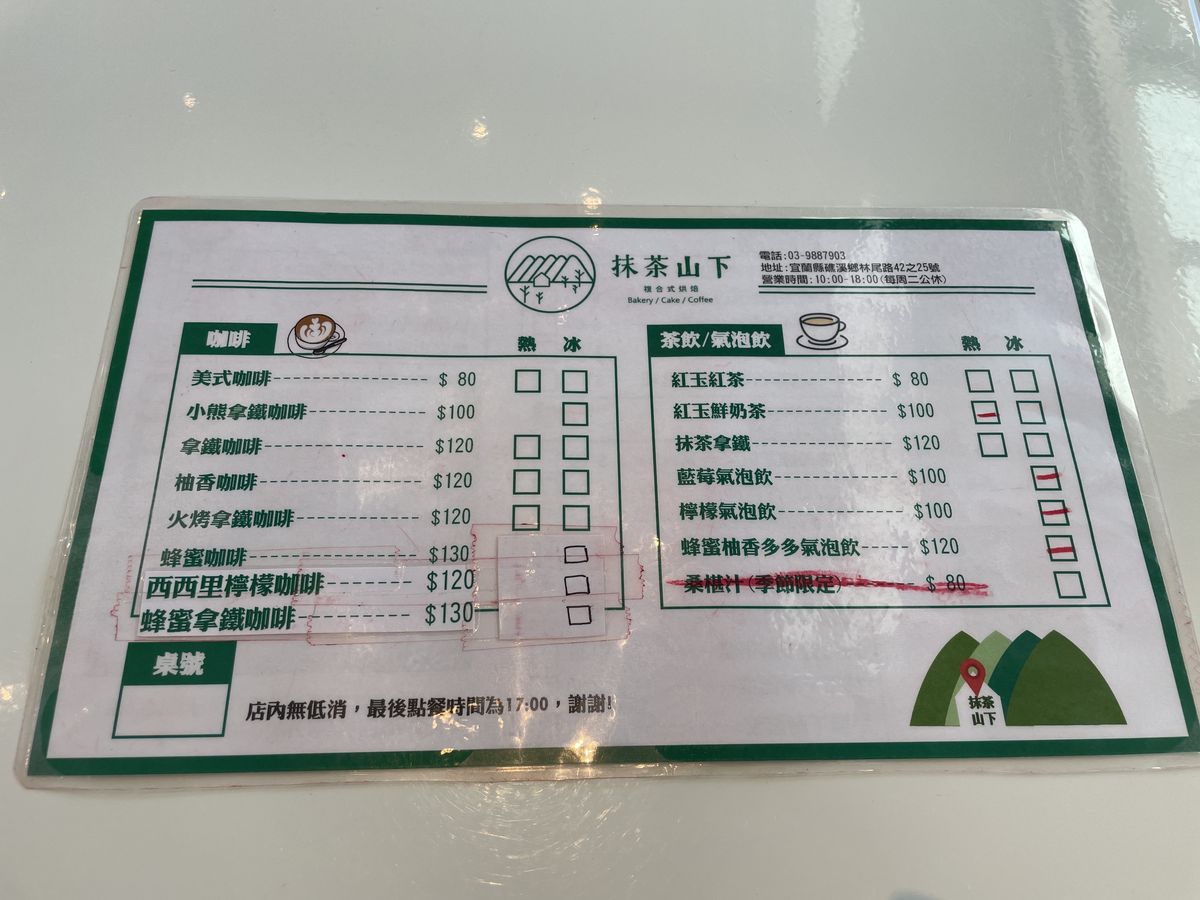 抹茶山下
複合式烘焙
Bakery / Cake / Coffee
電話:03-9887903
地址:宜蘭縣礁溪鄉林尾路42之25號
營業時間:10:00-18:00(每周二公休)
咖啡
熱 冰
美式咖啡 $ 80
小熊拿鐵咖啡 $100
拿鐵咖啡 $120
柚香咖啡 $120
火烤拿鐵咖啡 $120
蜂蜜咖啡 $130
西西里檸檬咖啡 $120
蜂蜜拿鐵咖啡 $130
茶飲/氣泡飲
熱 冰
紅玉紅茶 $ 80
紅玉鮮奶茶 $100
抹茶拿鐵 $120
藍莓氣泡飲 $100
檸檬氣泡飲 $100
蜂蜜柚香多多氣泡飲 $120
桑椹汁(季節限定) $ 80
桌號
店內無低消，最後點餐時間為17:00，謝謝!
抹茶
山下